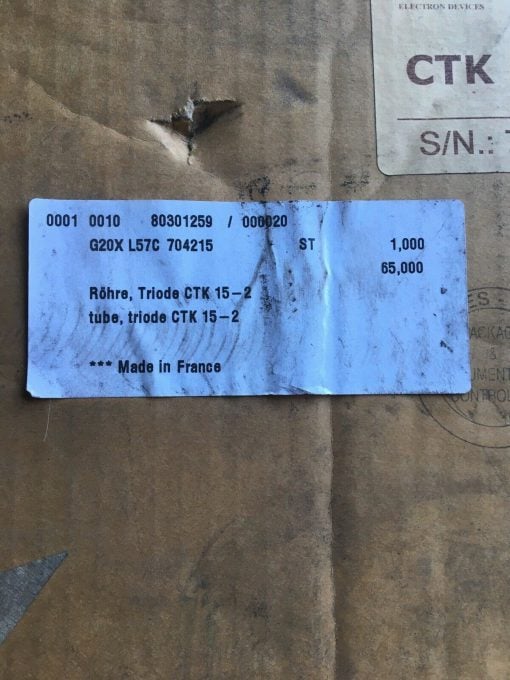 ELECTRON DEVICES
CTK
S/N.:
0001 0010 80301259 / 000020
G20X L57C 704215 ST 1,000
65,000
Röhre, Triode CTK 15-2
tube, triode CTK 15-2
*** Made in France
&